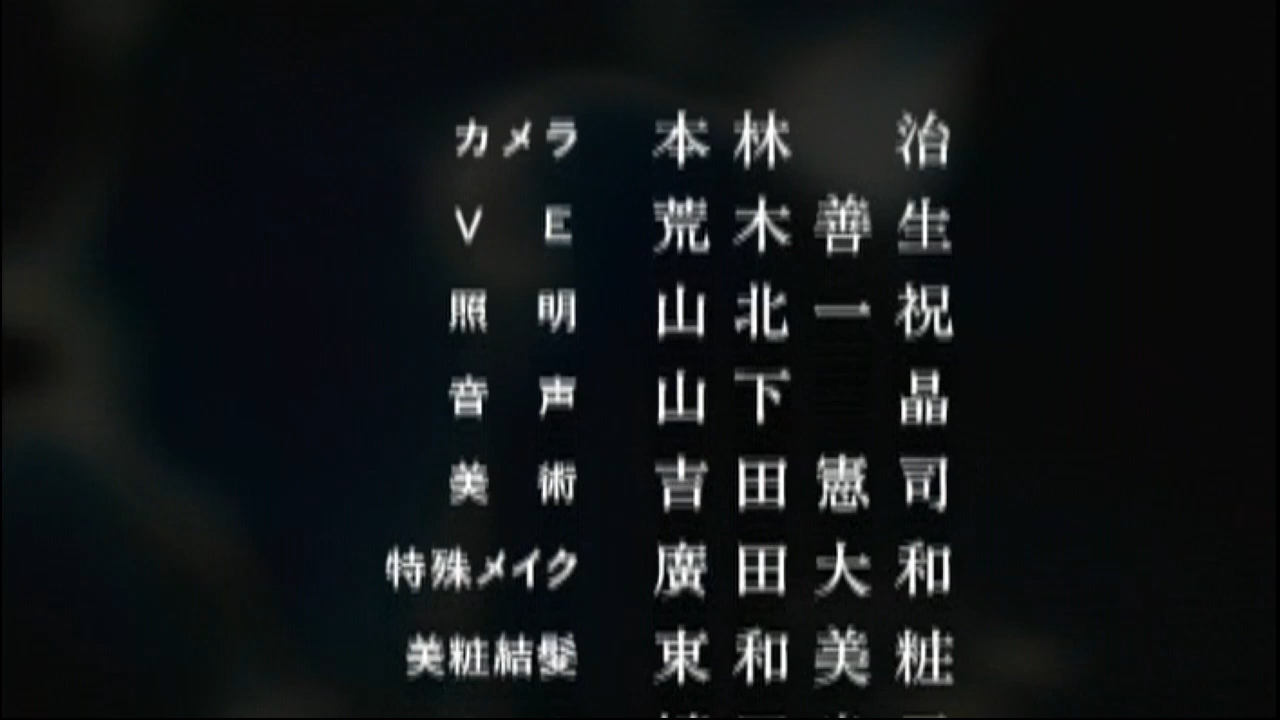 カメラ 本林 治
VE 荒木善生
照明 山北一祝
音声 山下 晶
美術 吉田憲司
特殊メイク 廣田大和
美粧結髪 東和美粧